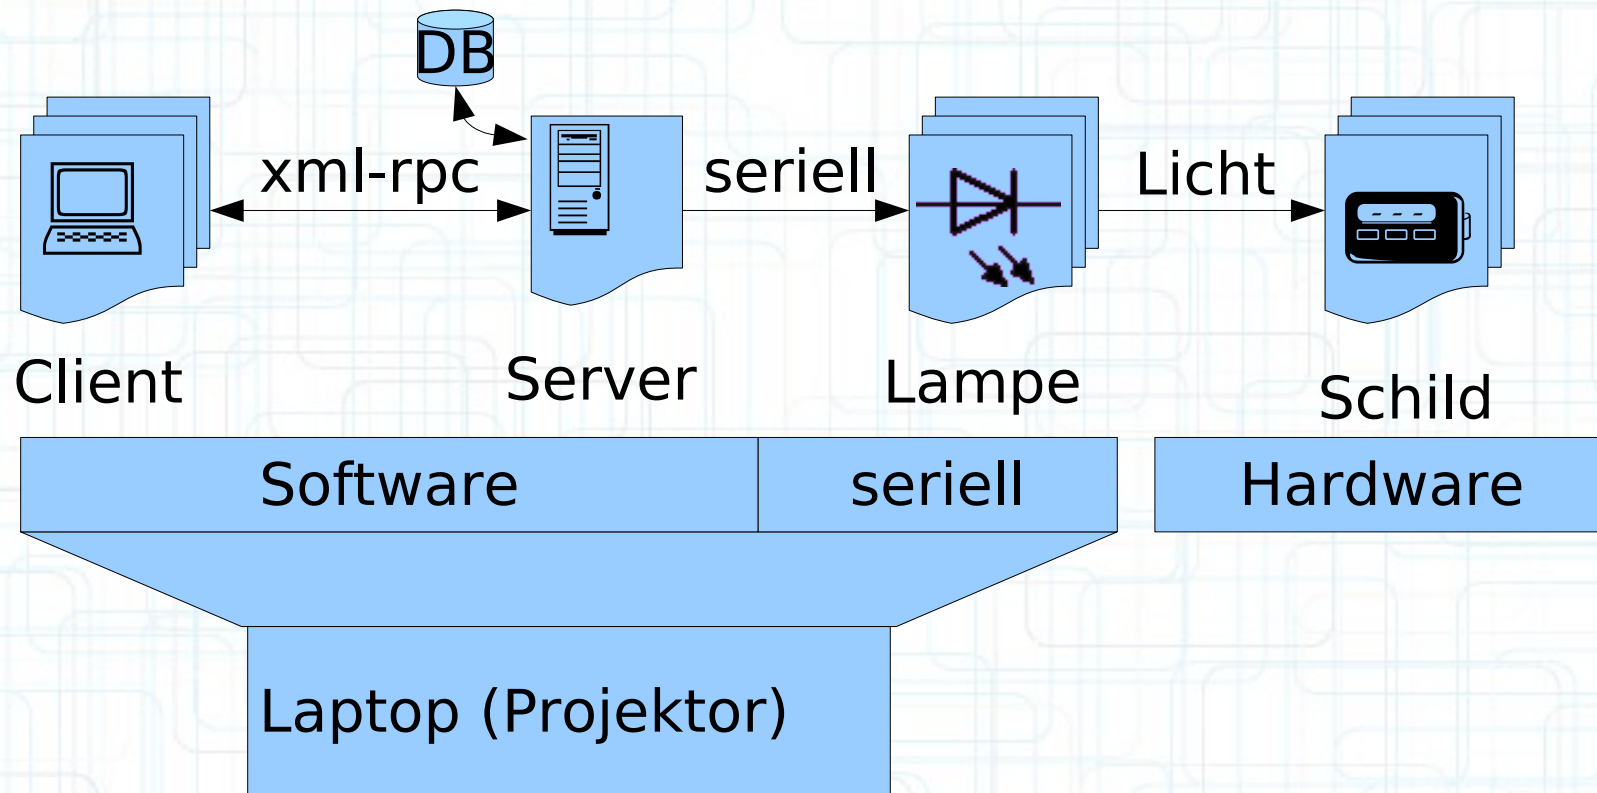 DB
xml-rpc
seriell
Licht
Client
Server
Lampe
Schild
Software
seriell
Hardware
Laptop (Projektor)